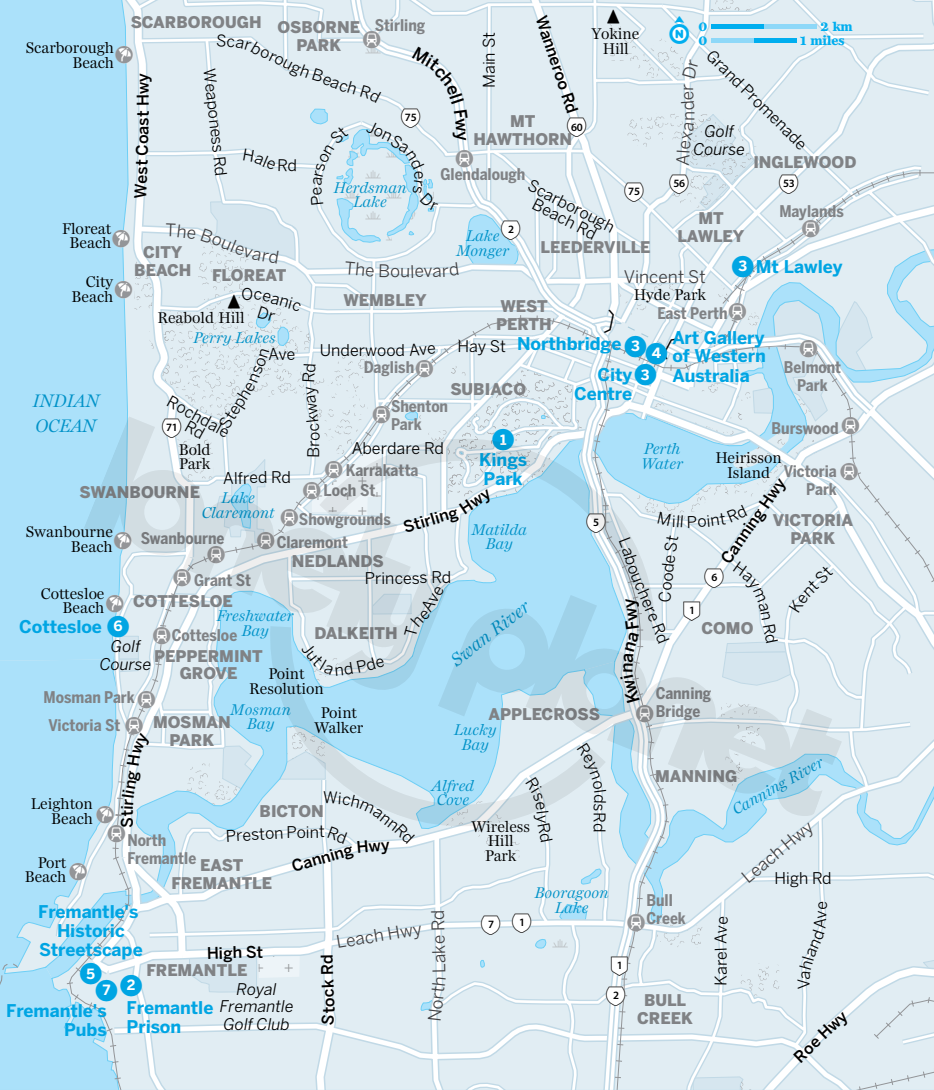 SCARBOROUGH
OSBORNE
PARK
Stirling
Yokine
Hill
N
0
2 km
0
1 miles
Scarborough
Beach
Scarborough Beach Rd
Mitchell Fwy
Main St
Wanneroo Rd
Alexander Dr
Grand Promenade
West Coast Hwy
Weaponess Rd
75
MT
HAWTHORN
60
Golf
Course
INGLEWOOD
Hale Rd
Pearson St
Jon Sanders Dr
Glendalough
Herdsman
Lake
Scarborough
Beach Rd
75
56
53
Maylands
MT
LAWLEY
Floreat
Beach
The Boulevard
CITY
BEACH
FLOREAT
2
Lake
Monger
LEEDERVILLE
The Boulevard
3
Mt Lawley
City
Beach
Oceanic
Dr
WEMBLEY
Vincent St
Hyde Park
Reabold Hill
WEST
PERTH
East Perth
Perry Lakes
Northbridge
3
4
Art Gallery
of Western
Australia
Underwood Ave
Hay St
Stephenson Ave
Daglish
City
Centre
3
Belmont
Park
SUBIACO
INDIAN
OCEAN
Brockway Rd
Rochdale
Rd
Shenton
Park
71
Bold
Park
Aberdare Rd
1
Kings
Park
Perth
Water
Heirisson
Island
Burswood
Karrakatta
Victoria
Park
Alfred Rd
SWANBOURNE
Lake
Claremont
Loch St
Stirling Hwy
Showgrounds
5
Mill Point Rd
Canning Hwy
VICTORIA
PARK
Swanbourne
Beach
Swanbourne
Claremont
Matilda
Bay
NEDLANDS
Labouchere Rd
Coode St
Grant St
Princess Rd
6
Hayman Rd
Kent St
Cottesloe
Beach
COTTESLOE
Freshwater
Bay
The Ave
1
Cottesloe
6
Cottesloe
DALKEITH
Swan River
Kwinana Fwy
COMO
Golf
Course
PEPPERMINT
GROVE
Jutland Pde
Point
Resolution
Mosman Park
Canning
Bridge
Mosman
Bay
Point
Walker
APPLECROSS
Victoria St
MOSMAN
PARK
Lucky
Bay
Stirling Hwy
Reynolds Rd
MANNING
Canning River
Alfred
Cove
Risely Rd
Leighton
Beach
BICTON
Wichmann Rd
North
Fremantle
Preston Point Rd
Wireless
Hill
Park
Leach Hwy
Canning Hwy
Port
Beach
EAST
FREMANTLE
High Rd
Booragoon
Lake
Fremantle's
Historic
Streetscape
7
1
Bull
Creek
Leach Hwy
North Lake Rd
Karel Ave
Vahland Ave
High St
FREMANTLE
1
5
7
2
Stock Rd
Royal
Fremantle
Golf Club
2
BULL
CREEK
Fremantle's
Pubs
Fremantle
Prison
Roe Hwy
lonely planet